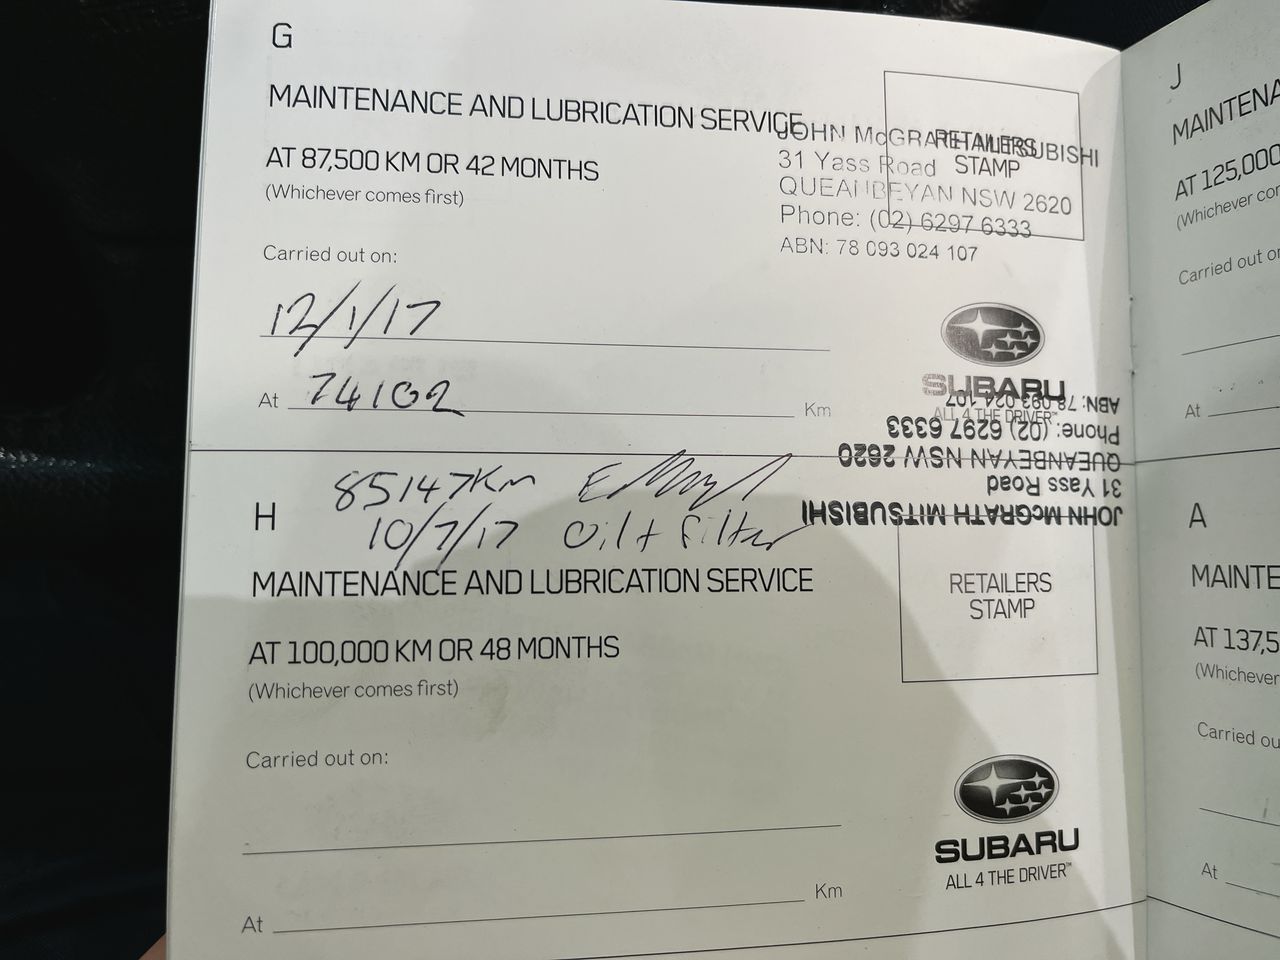 G
MAINTENANCE AND LUBRICATION SERVICE
AT 87,500 KM OR 42 MONTHS
(Whichever comes first)
RETAILERS
STAMP
JOHN McGRATH MITSUBISHI
31 Yass Road
QUEANBEYAN NSW 2620
Phone: (02) 6297 6333
ABN: 78 093 024 107
Carried out on:
12/1/17
At 74102 Km
SUBARU
ALL 4 THE DRIVER™
JOHN McGRATH MITSUBISHI
31 Yass Road
QUEANBEYAN NSW 2620
Phone: (02) 6297 6333
ABN: 78 093 024 107
85147Km
10/7/17 Oil + filter
H
MAINTENANCE AND LUBRICATION SERVICE
AT 100,000 KM OR 48 MONTHS
(Whichever comes first)
RETAILERS
STAMP
Carried out on:
At Km
SUBARU
ALL 4 THE DRIVER™
J
MAINTENA
AT 125,000
(Whichever co
Carried out o
At
A
MAINTE
AT 137,5
(Whichever
Carried ou
At